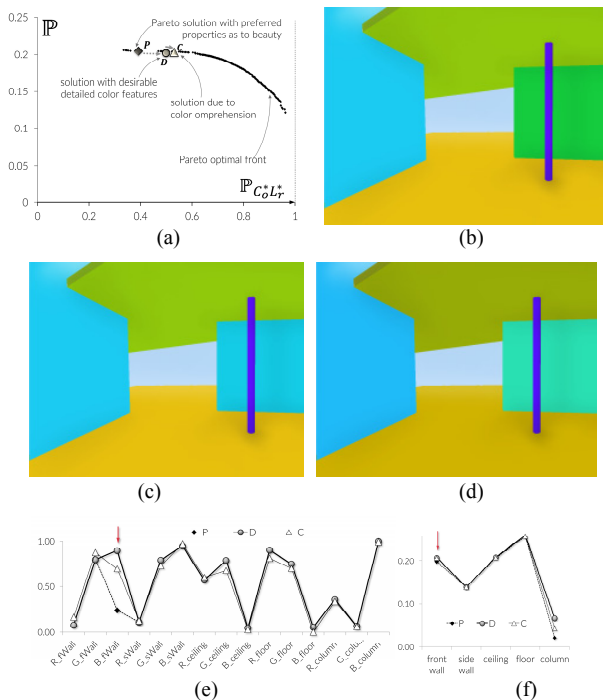 ℙ
0.25
0.2
0.15
0.1
0.05
0
Pareto solution with preferred
properties as to beauty
P
C
D
solution with desirable
detailed color features
solution due to
color omprehension
Pareto optimal front
ℙ C*o L*r
0 0.2 0.4 0.6 0.8 1
(a)
(b)
(c)
(d)
P D C
1.00
0.50
0.00
R_fWall
G_fWall
B_fWall
R_sWall
G_sWall
B_sWall
R_ceiling
G_ceiling
B_ceiling
R_floor
G_floor
B_floor
R_column
C_colu...
B_column
(e)
0.20
0.10
0.00
P D C
front wall
side wall
ceiling
floor
column
(f)